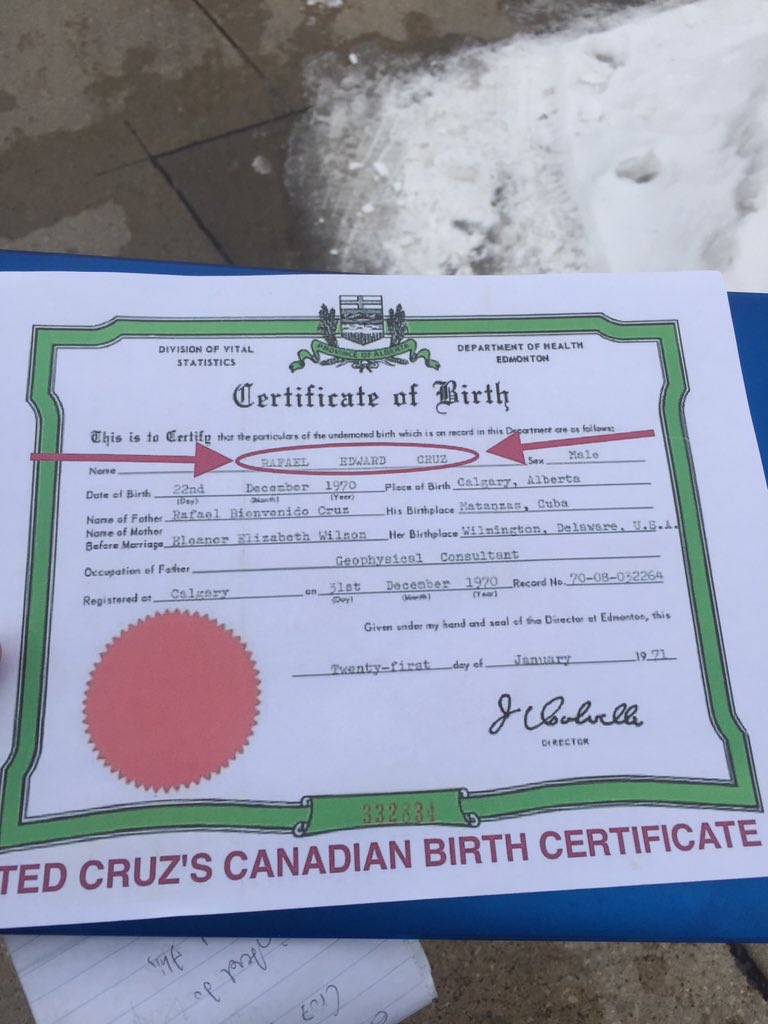 DIVISION OF VITAL STATISTICS
PROVINCE OF ALBERTA
DEPARTMENT OF HEALTH EDMONTON
Certificate of Birth
This is to Certify that the particulars of the undernoted birth which is on record in this Department are as follows:
Name RAFAEL EDWARD CRUZ Sex Male
Date of Birth 22nd December 1970 Place of Birth Calgary, Alberta
(Day) (Month) (Year)
Name of Father Rafael Bienvenido Cruz His Birthplace Matanzas, Cuba
Name of Mother
Before Marriage Eleanor Elizabeth Wilson Her Birthplace Wilmington, Delaware, U.S.A.
Occupation of Father Geophysical Consultant
Registered at Calgary on 31st December 1970 Record No. 70-08-032264
(Day) (Month) (Year)
Given under my hand and seal of the Director at Edmonton, this
Twenty-first day of January 19 71
DIRECTOR
332834
TED CRUZ'S CANADIAN BIRTH CERTIFICATE